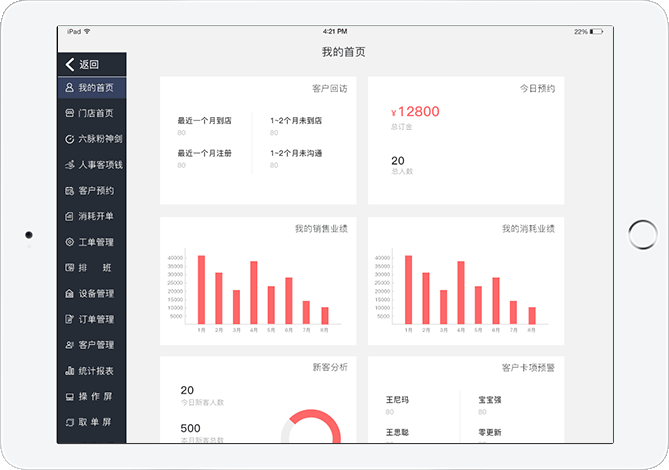 iPad 4:21 PM 22%
我的首页
返回
我的首页
门店首页
六脉粉神剑
人事客项钱
客户预约
消耗开单
工单管理
排 班
设备管理
订单管理
客户管理
统计报表
操 作 屏
取 单 屏
客户回访
最近一个月到店 1~2个月未到店
80 80
最近一个月注册 1~2个月未沟通
80 80
今日预约
¥12800
总订金
20
总人数
我的销售业绩
40000
35000
30000
25000
20000
15000
10000
5000
1月 2月 3月 4月 5月 6月 7月 8月
我的消耗业绩
40000
35000
30000
25000
20000
15000
10000
5000
1月 2月 3月 4月 5月 6月 7月 8月
新客分析
20
今日新客人数
500
本日新客总数
客户卡项预警
王尼玛 宝宝强
80 80
王思聪 零更新
80 80